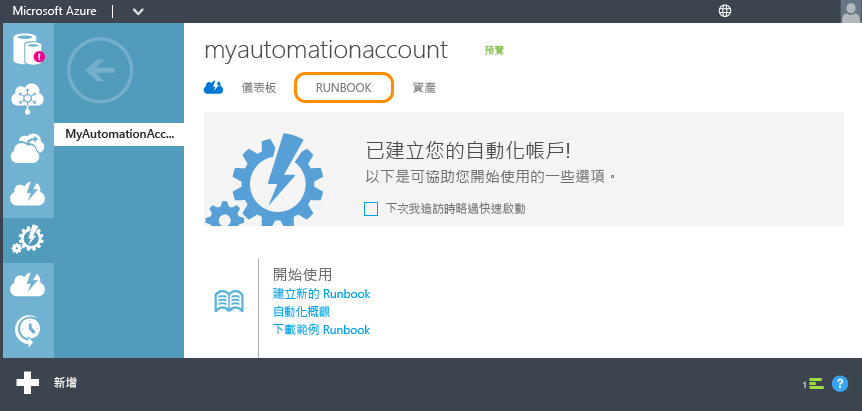 Microsoft Azure
myautomationaccount 預覽
儀表板 RUNBOOK 資產
MyAutomationAcc...
已建立您的自動化帳戶!
以下是可協助您開始使用的一些選項。
下次我造訪時略過快速啟動
開始使用
建立新的 Runbook
自動化概觀
下載範例 Runbook
新增
1
?